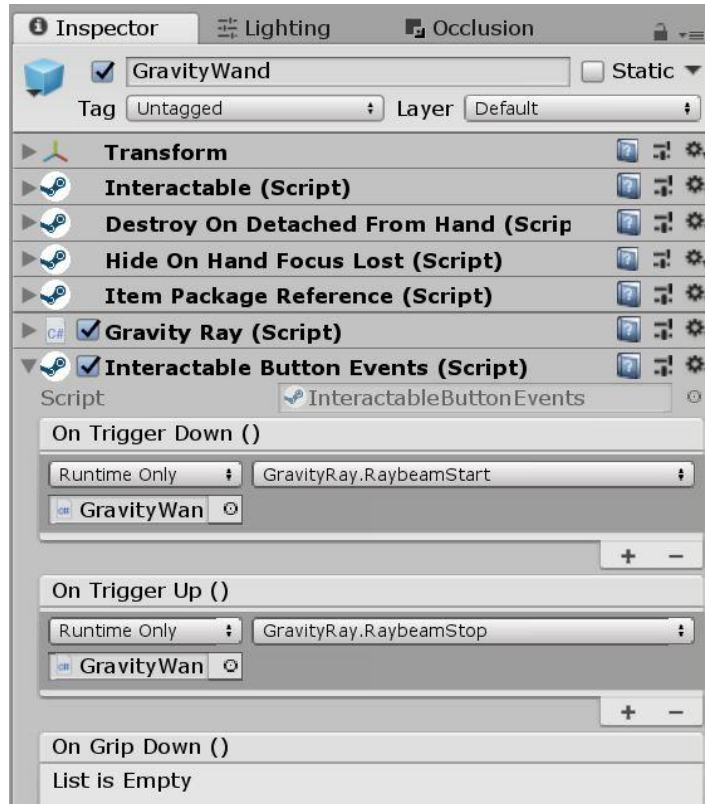 Inspector Lighting Occlusion
GravityWand Static
Tag Untagged Layer Default
Transform
Interactable (Script)
Destroy On Detached From Hand (Scrip
Hide On Hand Focus Lost (Script)
Item Package Reference (Script)
C# Gravity Ray (Script)
Interactable Button Events (Script)
Script InteractableButtonEvents
On Trigger Down ()
Runtime Only GravityRay.RaybeamStart
GravityWan
On Trigger Up ()
Runtime Only GravityRay.RaybeamStop
GravityWan
On Grip Down ()
List is Empty